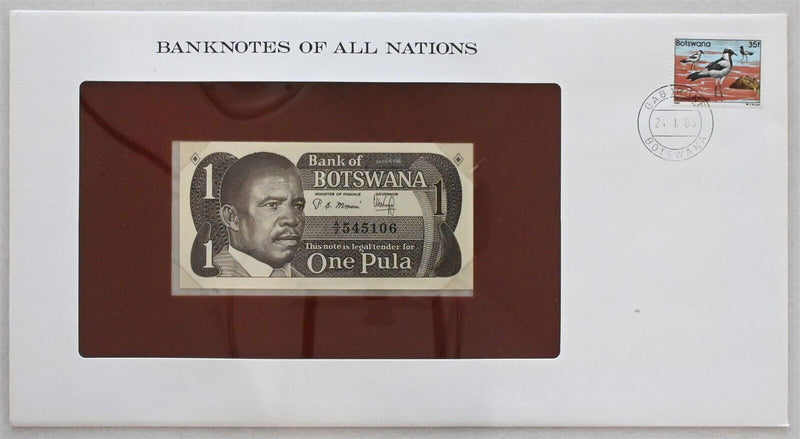 BANKNOTES OF ALL NATIONS
Botswana 35t
BOTSWANA
1
Bank of
BOTSWANA
MINISTER OF FINANCE GOVERNOR
1
545106
This note is legal tender for
1
One Pula